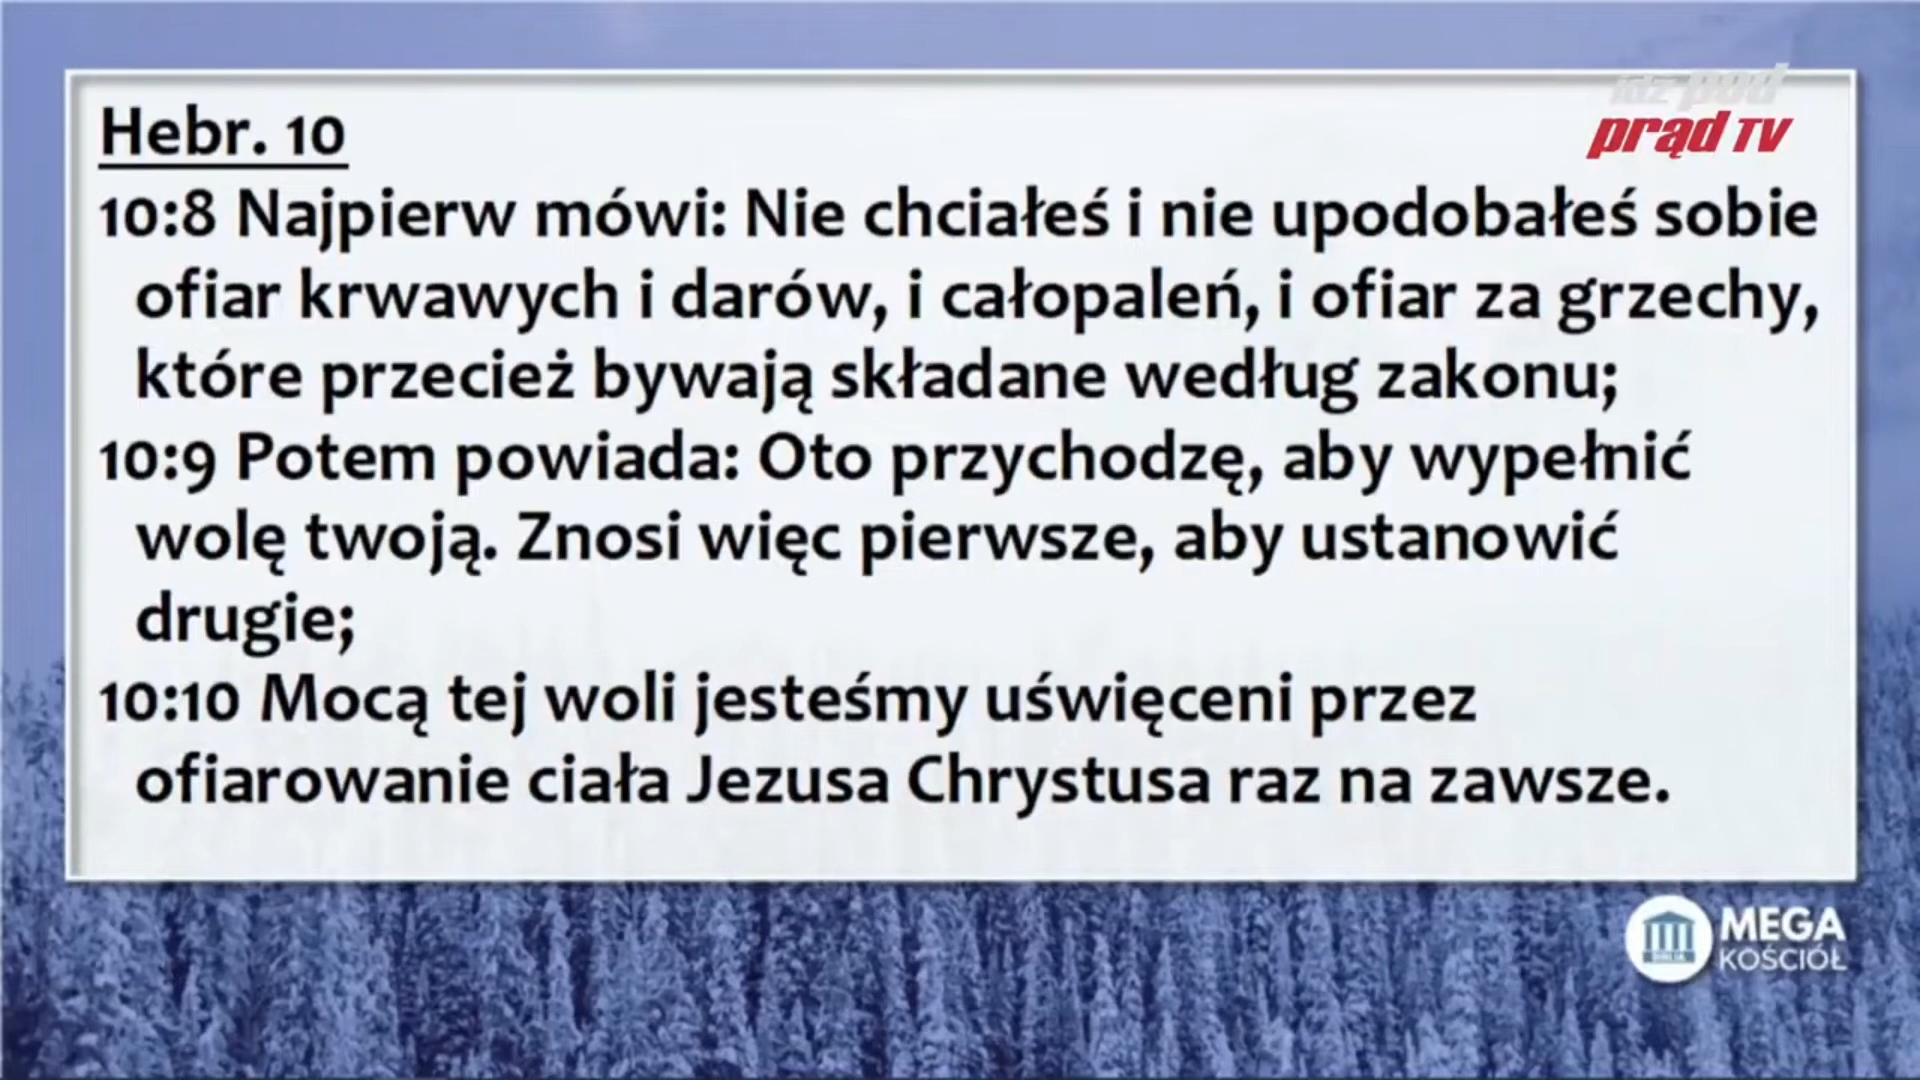 idź pod
prąd TV
Hebr. 10
10:8 Najpierw mówi: Nie chciałeś i nie upodobałeś sobie
ofiar krwawych i darów, i całopaleń, i ofiar za grzechy,
które przecież bywają składane według zakonu;
10:9 Potem powiada: Oto przychodzę, aby wypełnić
wolę twoją. Znosi więc pierwsze, aby ustanowić
drugie;
10:10 Mocą tej woli jesteśmy uświęceni przez
ofiarowanie ciała Jezusa Chrystusa raz na zawsze.
BIBLIA
MEGA
KOŚCIÓŁ